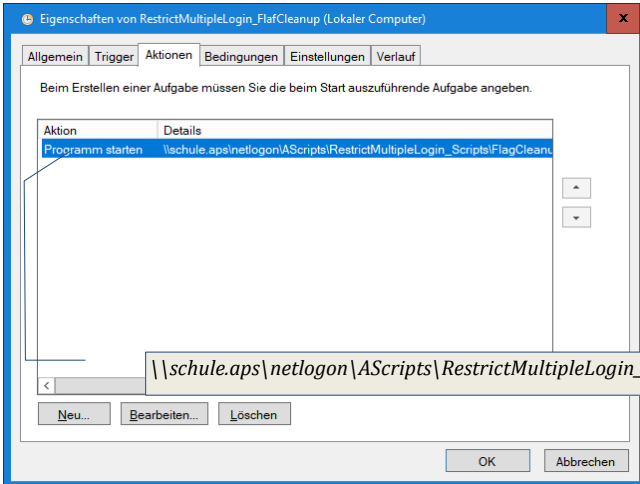 Eigenschaften von RestrictMultipleLogin_FlafCleanup (Lokaler Computer)
Allgemein Trigger Aktionen Bedingungen Einstellungen Verlauf
Beim Erstellen einer Aufgabe müssen Sie die beim Start auszuführende Aufgabe angeben.
Aktion Details
Programm starten \\schule.aps\netlogon\AScripts\RestrictMultipleLogin_Scripts\FlagCleanu
\\schule.aps\netlogon\AScripts\RestrictMultipleLogin_
Neu... Bearbeiten... Löschen
OK Abbrechen